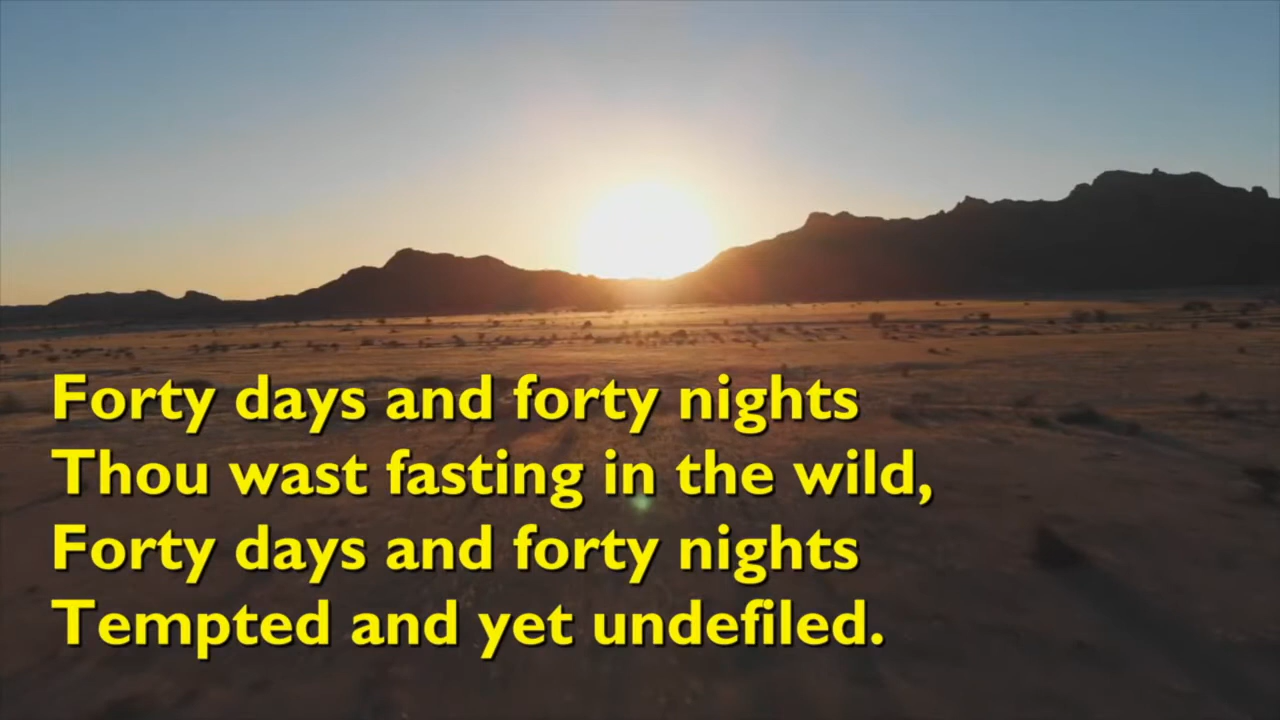 Forty days and forty nights
Thou wast fasting in the wild,
Forty days and forty nights
Tempted and yet undefiled.